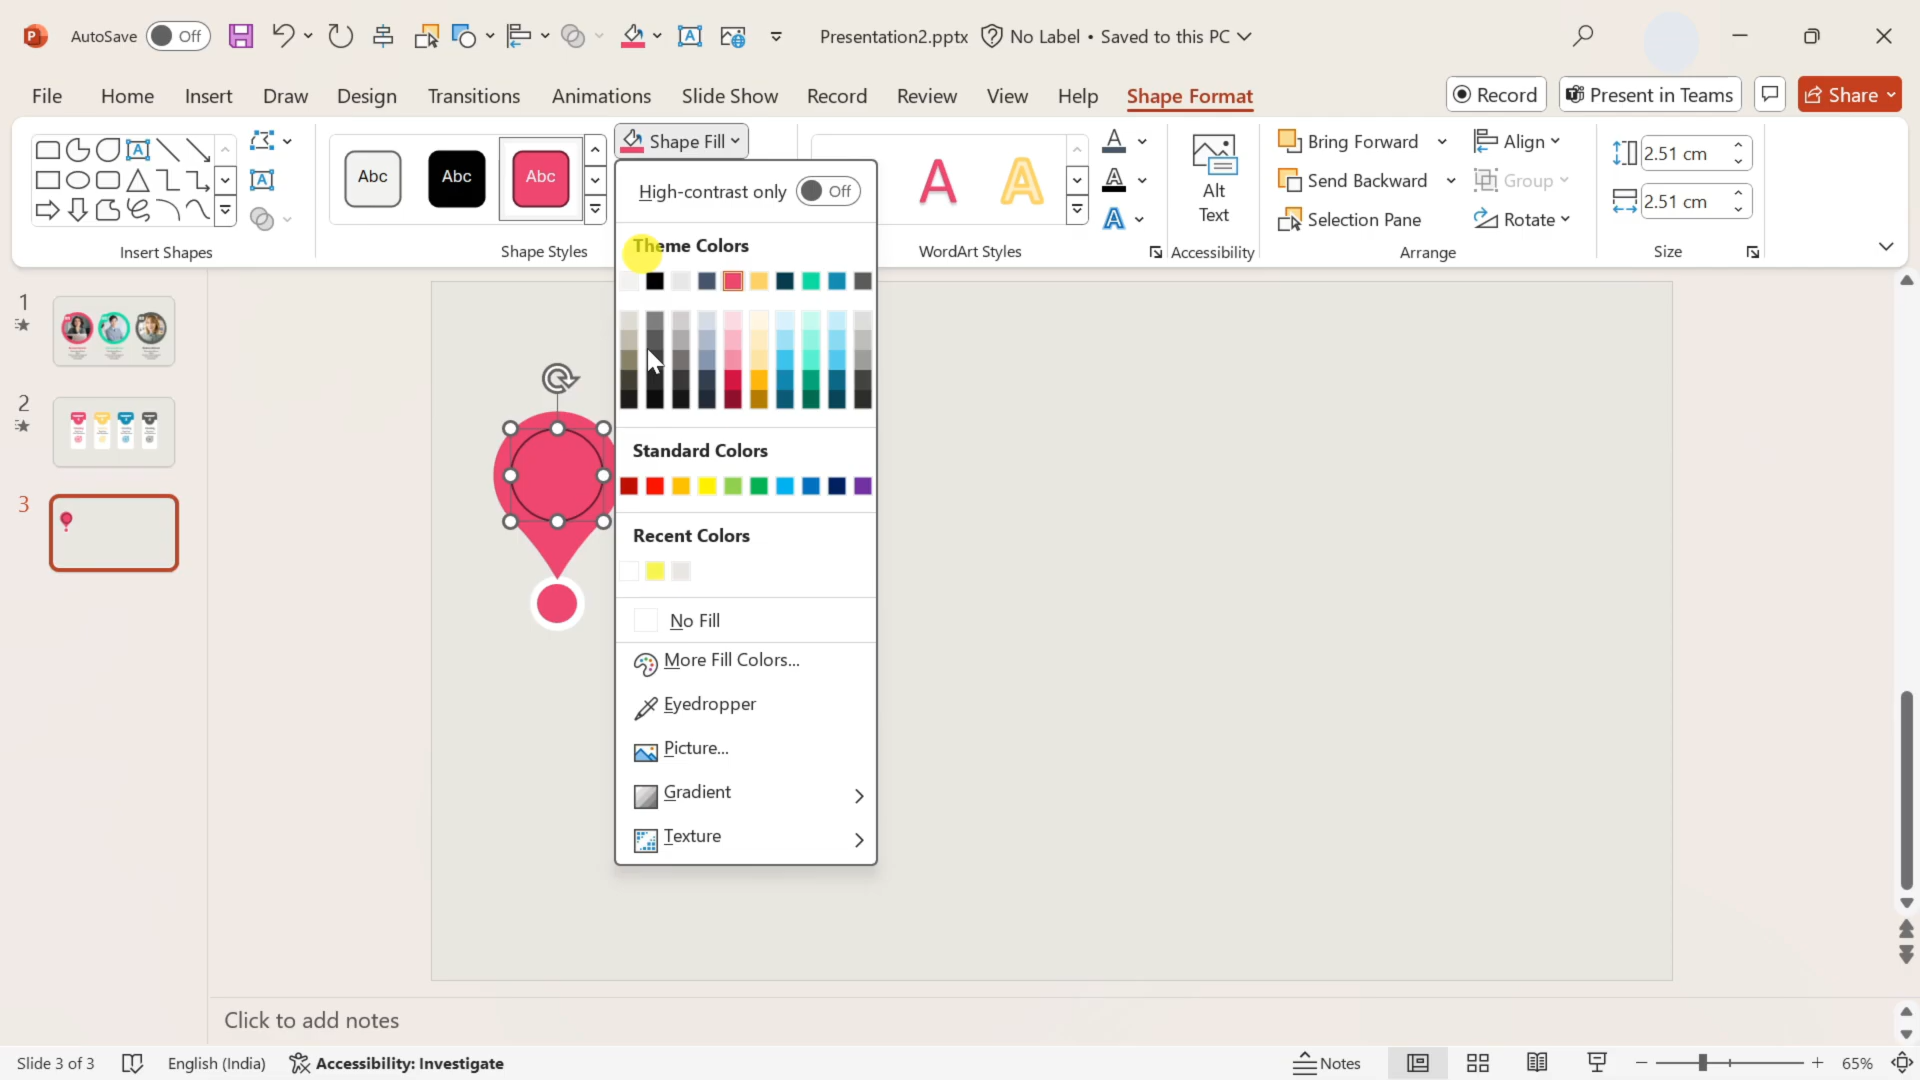 AutoSave Off Presentation2.pptx No Label • Saved to this PC
File Home Insert Draw Design Transitions Animations Slide Show Record Review View Help Shape Format Record Present in Teams Share
Abc Abc Abc
Insert Shapes
Shape Styles
Shape Fill
A A
WordArt Styles
Alt
Text
Accessibility
Bring Forward
Send Backward
Selection Pane
Align
Group
Rotate
Arrange
2.51 cm
2.51 cm
Size
High-contrast only Off
Theme Colors
Standard Colors
Recent Colors
No Fill
More Fill Colors...
Eyedropper
Picture...
Gradient
Texture
1
2
3
Click to add notes
Slide 3 of 3 English (India) Accessibility: Investigate Notes 65%